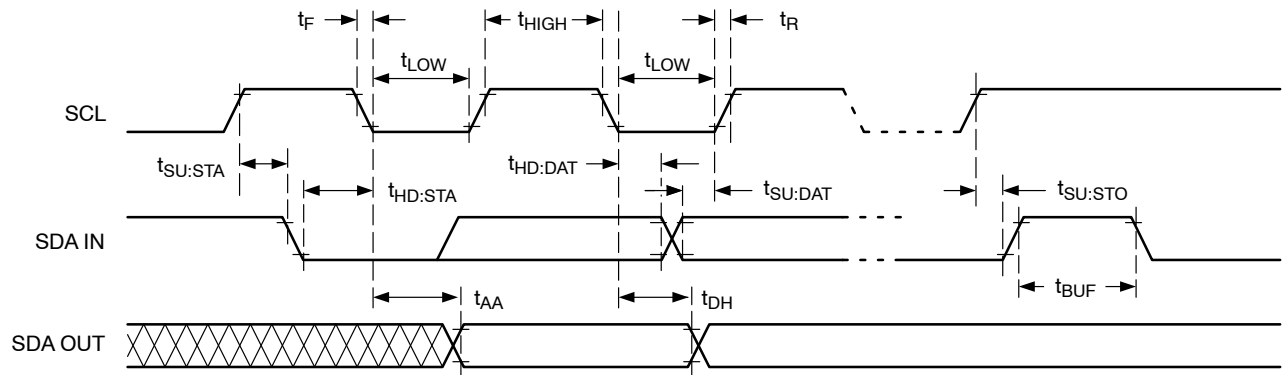 tF
tHIGH
tR
tLOW
tLOW
SCL
tSU:STA
tHD:STA
tHD:DAT
tSU:DAT
tSU:STO
SDA IN
tBUF
tAA
tDH
SDA OUT